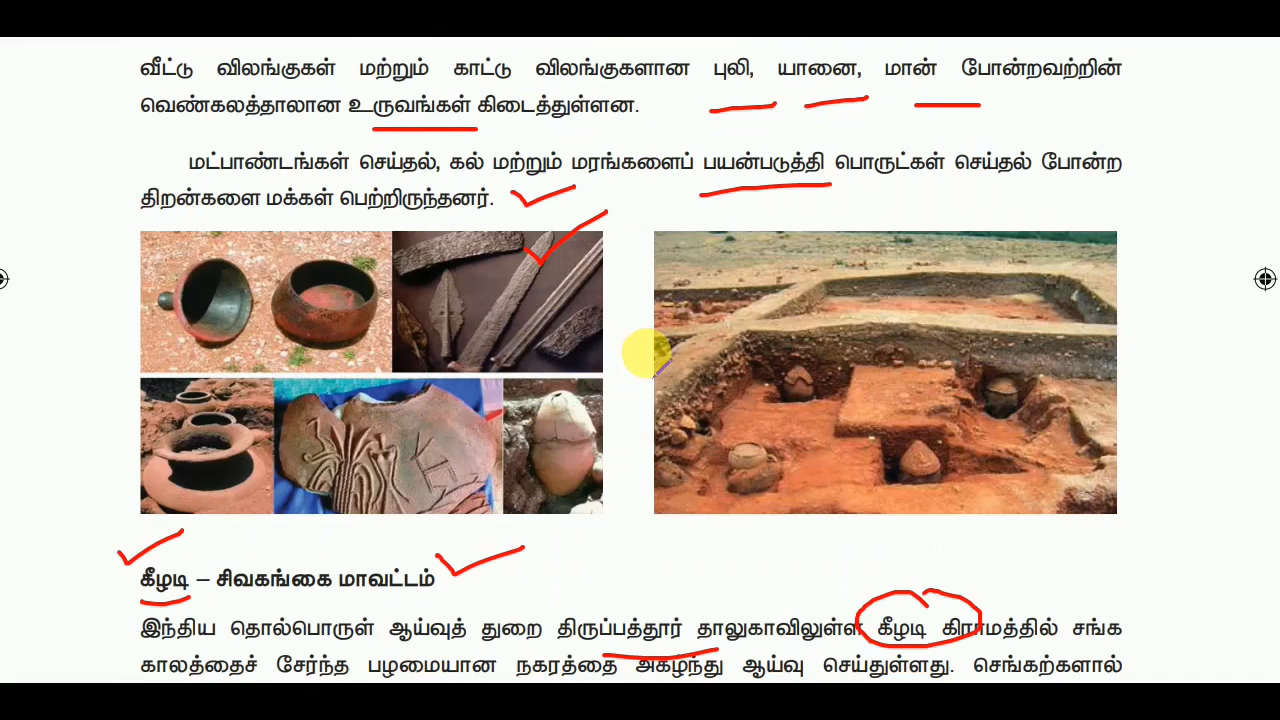 வீட்டு விலங்குகள் மற்றும் காட்டு விலங்குகளான புலி, யானை, மான் போன்றவற்றின்
வெண்கலத்தாலான உருவங்கள் கிடைத்துள்ளன.
மட்பாண்டங்கள் செய்தல், கல் மற்றும் மரங்களைப் பயன்படுத்தி பொருட்கள் செய்தல் போன்ற
திறன்களை மக்கள் பெற்றிருந்தனர்.
கீழடி – சிவகங்கை மாவட்டம்
இந்திய தொல்பொருள் ஆய்வுத் துறை திருப்பத்தூர் தாலுகாவிலுள்ள கீழடி கிராமத்தில் சங்க
காலத்தைச் சேர்ந்த பழமையான நகரத்தை அகழ்ந்து ஆய்வு செய்துள்ளது. செங்கற்களால்